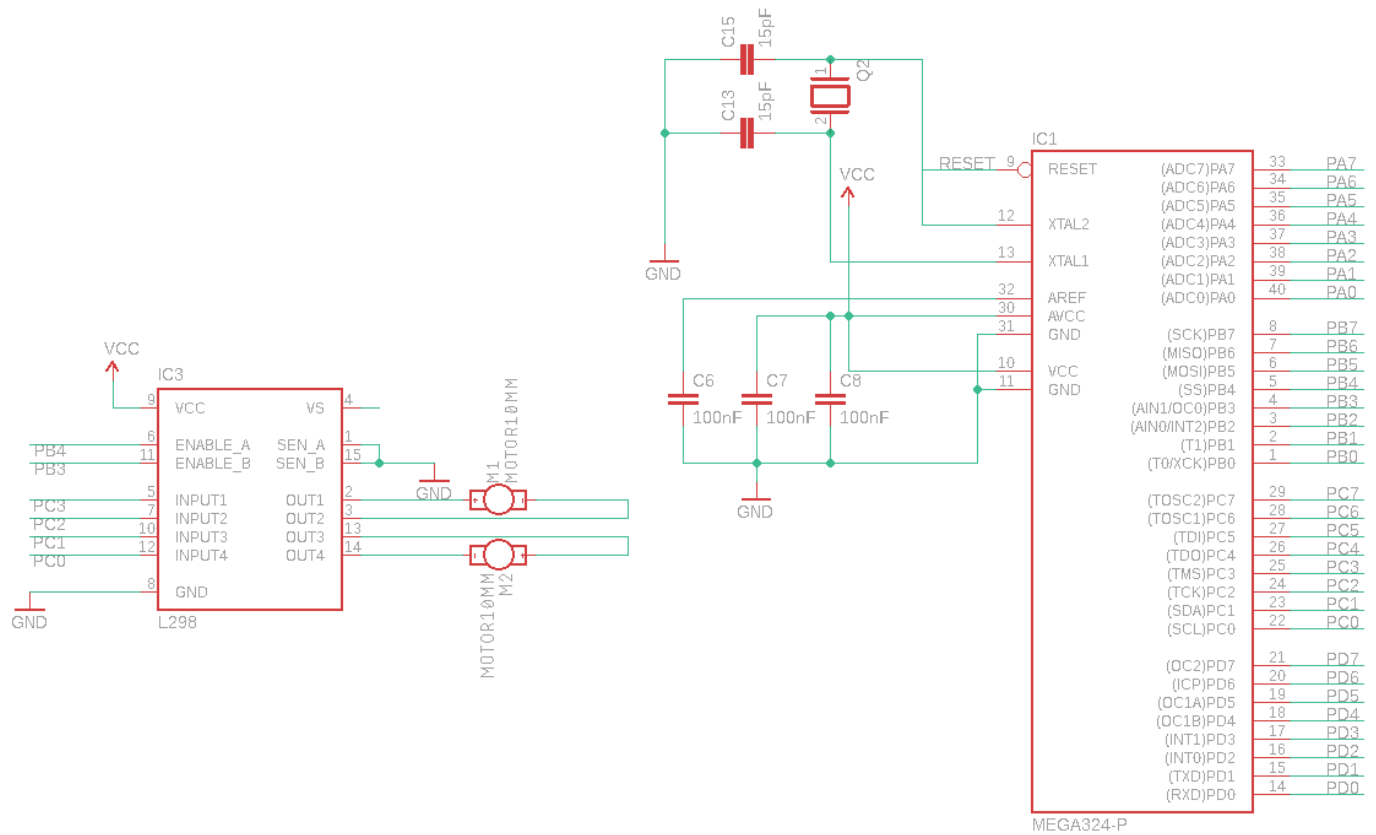 C15
15pF
C13
15pF
1
2
Q2
GND
VCC
IC1
RESET 9 RESET
12 XTAL2
13 XTAL1
32 AREF
30 AVCC
31 GND
10 VCC
11 GND
(ADC7)PA7 33 PA7
(ADC6)PA6 34 PA6
(ADC5)PA5 35 PA5
(ADC4)PA4 36 PA4
(ADC3)PA3 37 PA3
(ADC2)PA2 38 PA2
(ADC1)PA1 39 PA1
(ADC0)PA0 40 PA0
(SCK)PB7 8 PB7
(MISO)PB6 7 PB6
(MOSI)PB5 6 PB5
(SS)PB4 5 PB4
(AIN1/OC0)PB3 4 PB3
(AIN0/INT2)PB2 3 PB2
(T1)PB1 2 PB1
(T0/XCK)PB0 1 PB0
(TOSC2)PC7 29 PC7
(TOSC1)PC6 28 PC6
(TDI)PC5 27 PC5
(TDO)PC4 26 PC4
(TMS)PC3 25 PC3
(TCK)PC2 24 PC2
(SDA)PC1 23 PC1
(SCL)PC0 22 PC0
(OC2)PD7 21 PD7
(ICP)PD6 20 PD6
(OC1A)PD5 19 PD5
(OC1B)PD4 18 PD4
(INT1)PD3 17 PD3
(INT0)PD2 16 PD2
(TXD)PD1 15 PD1
(RXD)PD0 14 PD0
MEGA324-P
C6
100nF
C7
100nF
C8
100nF
GND
VCC
IC3
9 VCC VS 4
PB4 6 ENABLE_A SEN_A 1
PB3 11 ENABLE_B SEN_B 15
GND
PC3 5 INPUT1 OUT1 2
PC2 7 INPUT2 OUT2 3
PC1 10 INPUT3 OUT3 13
PC0 12 INPUT4 OUT4 14
8 GND
GND
L298
M1
MOTOR10MM
MOTOR10MM
M2